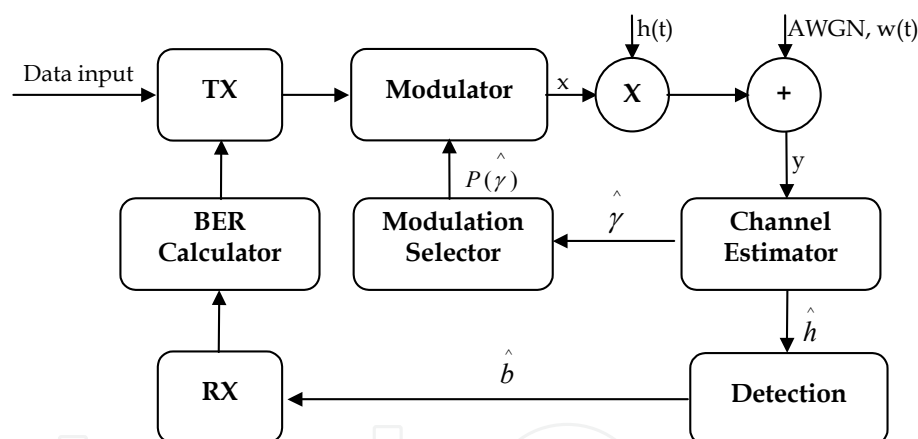 h(t)
AWGN, w(t)
Data input
TX
Modulator
x
X
+
y
P(γ̂)
BER
Calculator
Modulation
Selector
γ̂
Channel
Estimator
ĥ
RX
b̂
Detection